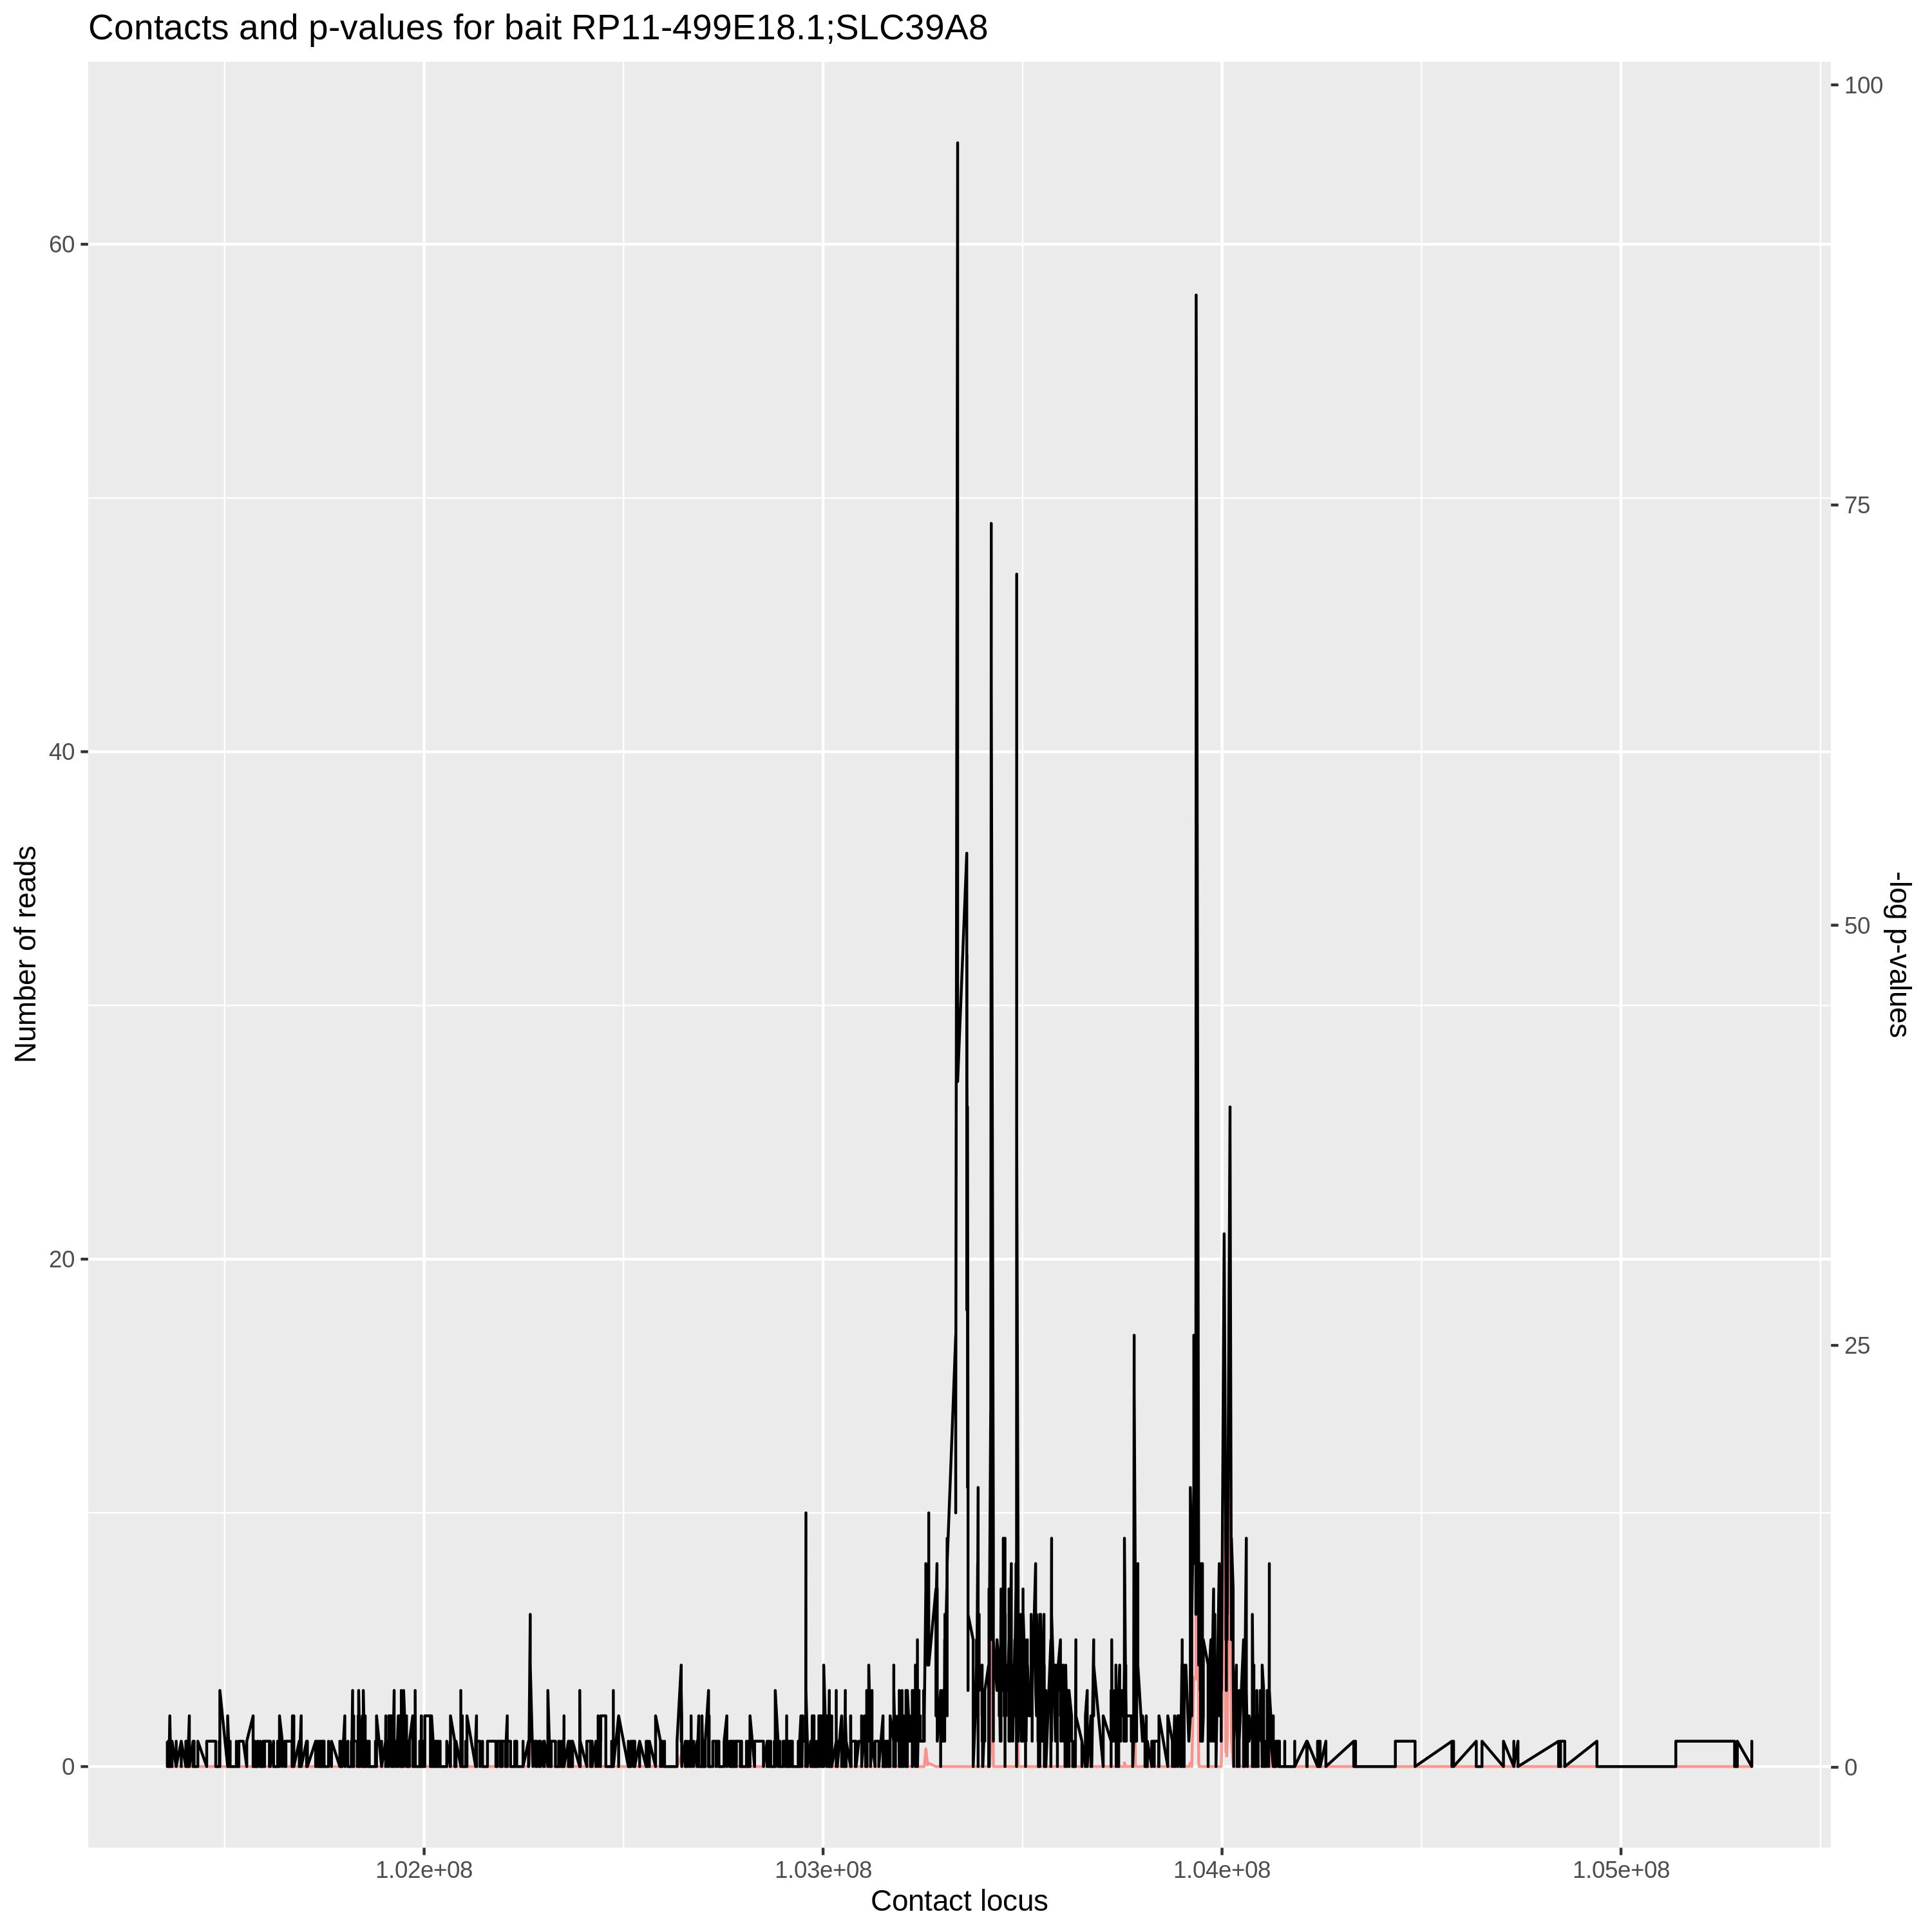 Contacts and p-values for bait RP11-499E18.1;SLC39A8
Number of reads
60
40
20
0
100
75
50
25
0
-log p-values
1.02e+08 1.03e+08 1.04e+08 1.05e+08
Contact locus